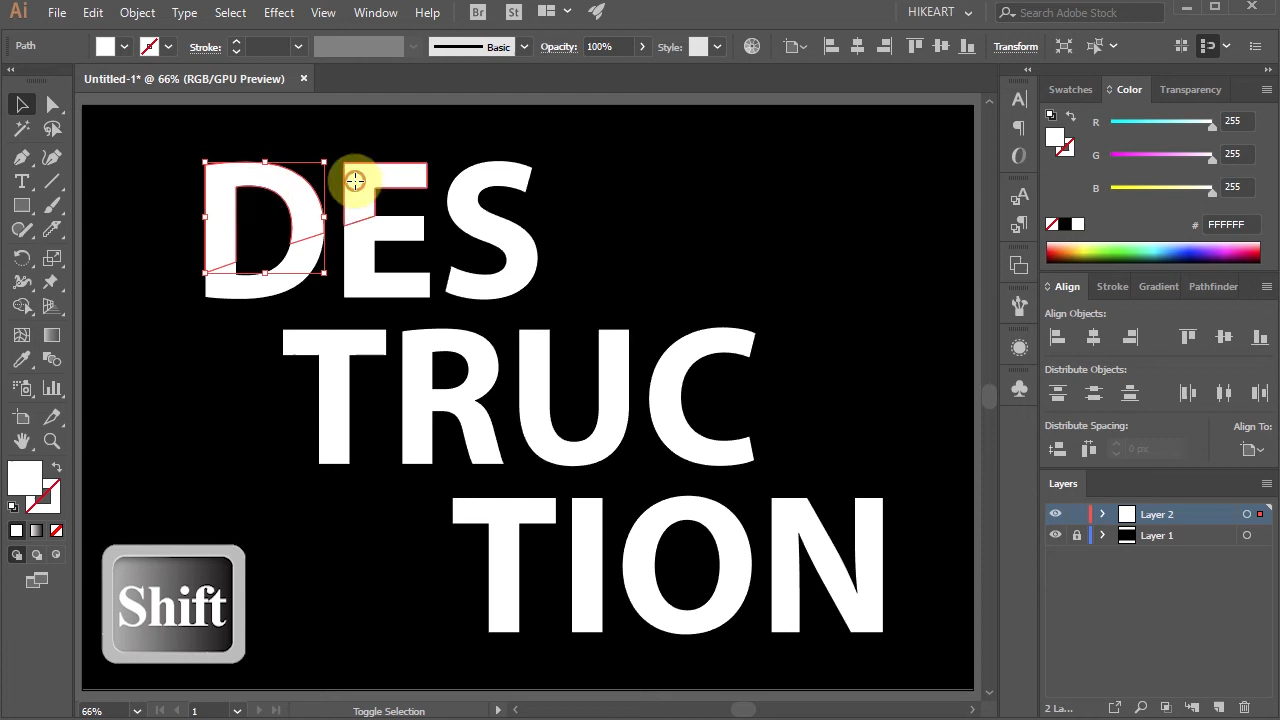 Ai File Edit Object Type Select Effect View Window Help Br St HIKEART Search Adobe Stock
Path Stroke: Basic Opacity: 100% Style: Transform
Untitled-1* @ 66% (RGB/GPU Preview)
Swatches Color Transparency
R 255
G 255
B 255
# FFFFFF
Align Stroke Gradient Pathfinder
Align Objects:
Distribute Objects:
Distribute Spacing: Align To:
0 px
Layers
Layer 2
Layer 1
2 La...
DES
TRUC
TION
Shift
66% 1 Toggle Selection